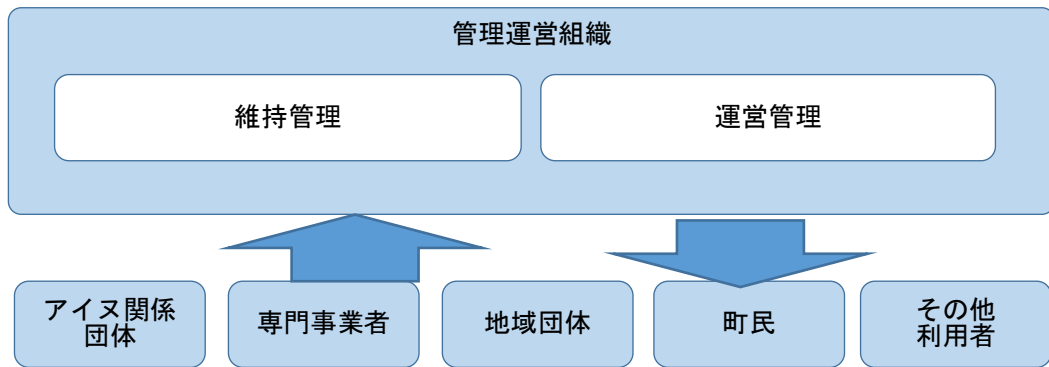 管理運営組織
維持管理
運営管理
アイヌ関係
団体
専門事業者
地域団体
町民
その他
利用者